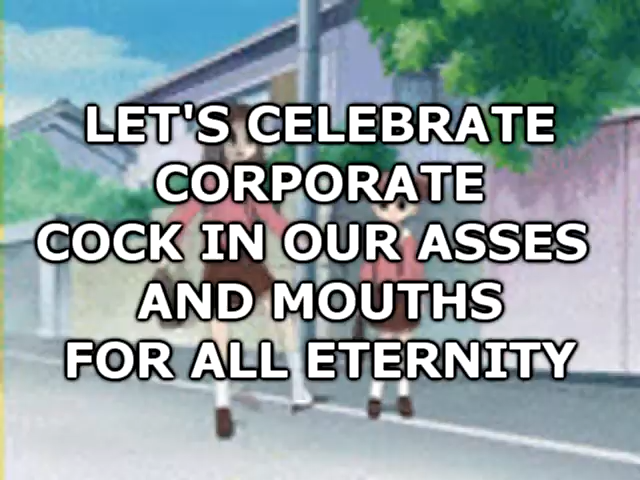 LET'S CELEBRATE
CORPORATE
COCK IN OUR ASSES
AND MOUTHS
FOR ALL ETERNITY